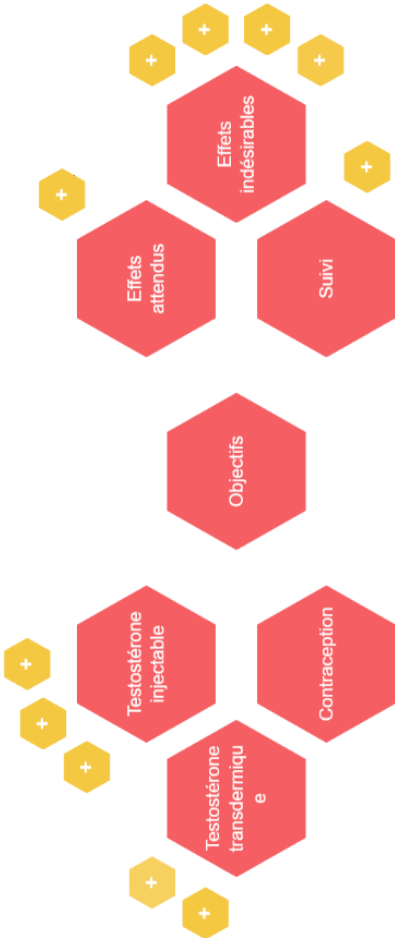 Testostérone
injectable
Effets
attendus
Testostérone
transdermiqu
e
Objectifs
Effets
indésirables
Contraception
Suivi